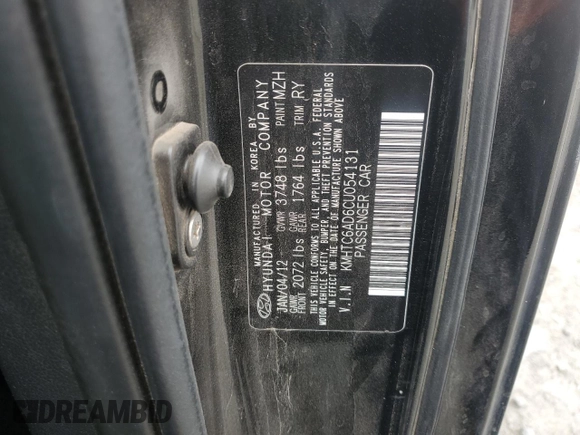 MANUFACTURED IN KOREA BY
HYUNDAI MOTOR COMPANY
JAN/04/12 GVWR 3748 lbs PAINT MZH
GAWR FRONT 2072 lbs GAWR REAR 1764 lbs TRIM RY
THIS VEHICLE CONFORMS TO ALL APPLICABLE U.S.A. FEDERAL
MOTOR VEHICLE SAFETY, BUMPER, AND THEFT PREVENTION STANDARDS
IN EFFECT ON THE DATE OF MANUFACTURE SHOWN ABOVE
V.I.N KMHTC6AD6CU054131
PASSENGER CAR
DREAMBID